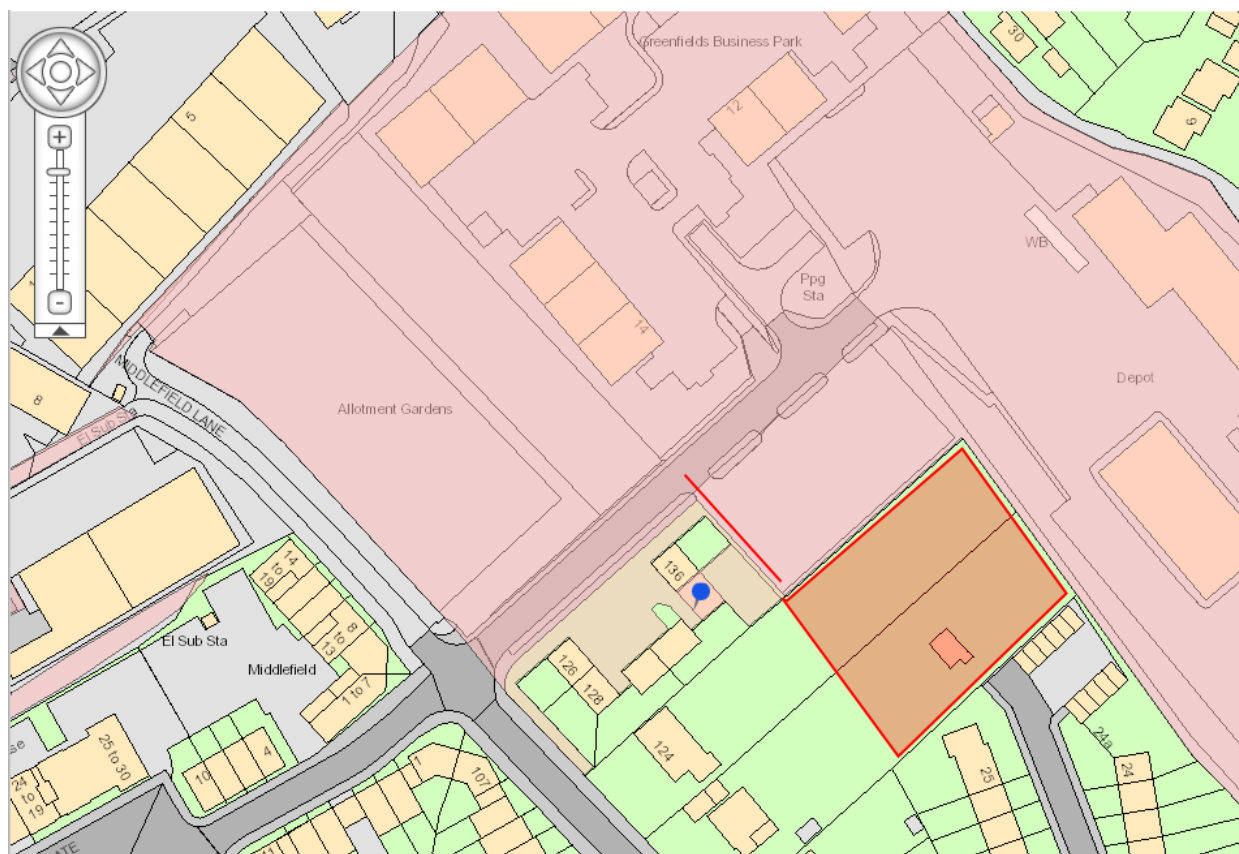 Greenfields Business Park
30
5
12
9
WB
Ppg
Sta
14
Allotment Gardens
Depot
MIDDLEFIELD LANE
8
El Sub Sta
14
to
19
136
El Sub Sta
8
to
13
Middlefield
1 to 7
126
128
124
25 to 30
24
to
19
10
4
1
107
24a
25
24